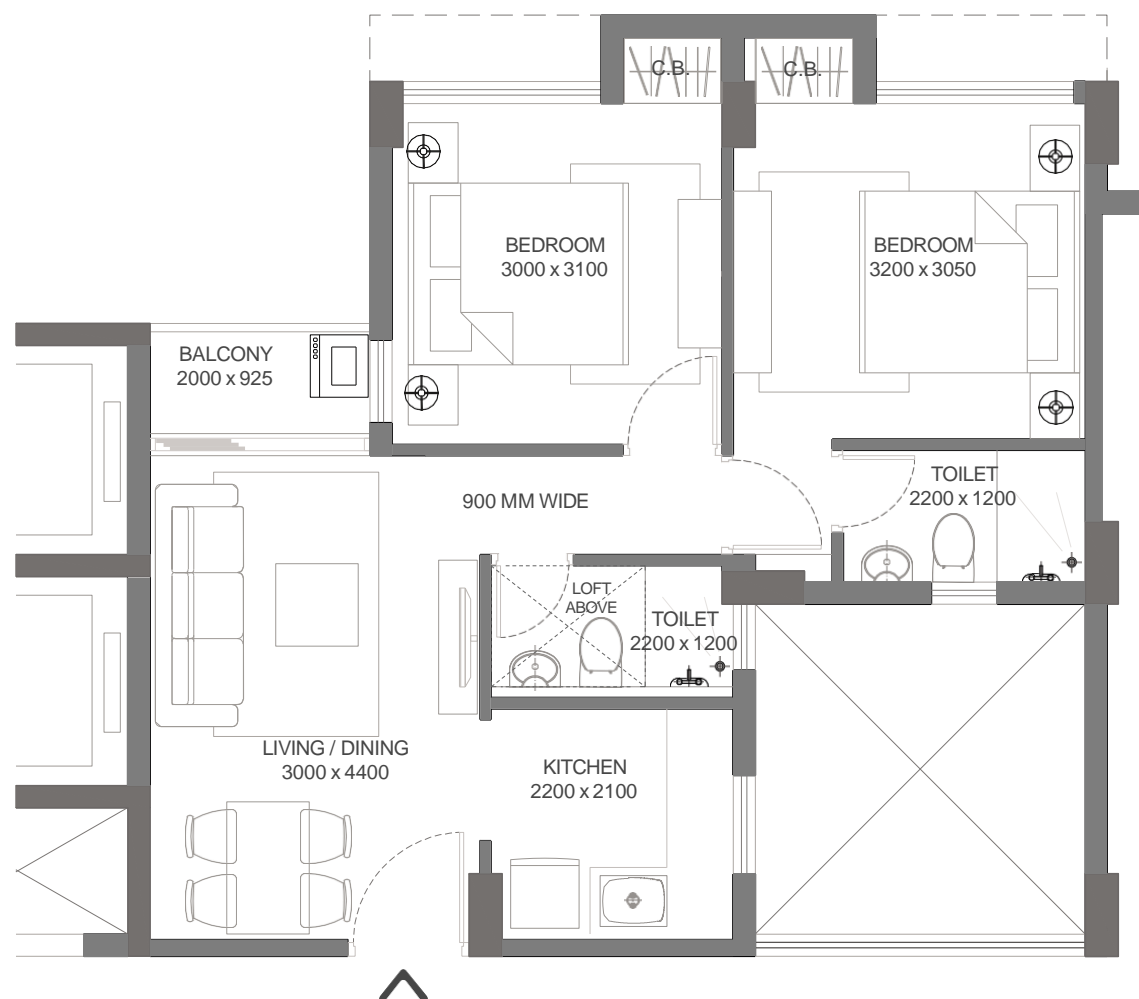 C.B.
C.B.
BEDROOM
3000 x 3100
BEDROOM
3200 x 3050
BALCONY
2000 x 925
900 MM WIDE
TOILET
2200 x 1200
LOFT
ABOVE
TOILET
2200 x 1200
LIVING / DINING
3000 x 4400
KITCHEN
2200 x 2100